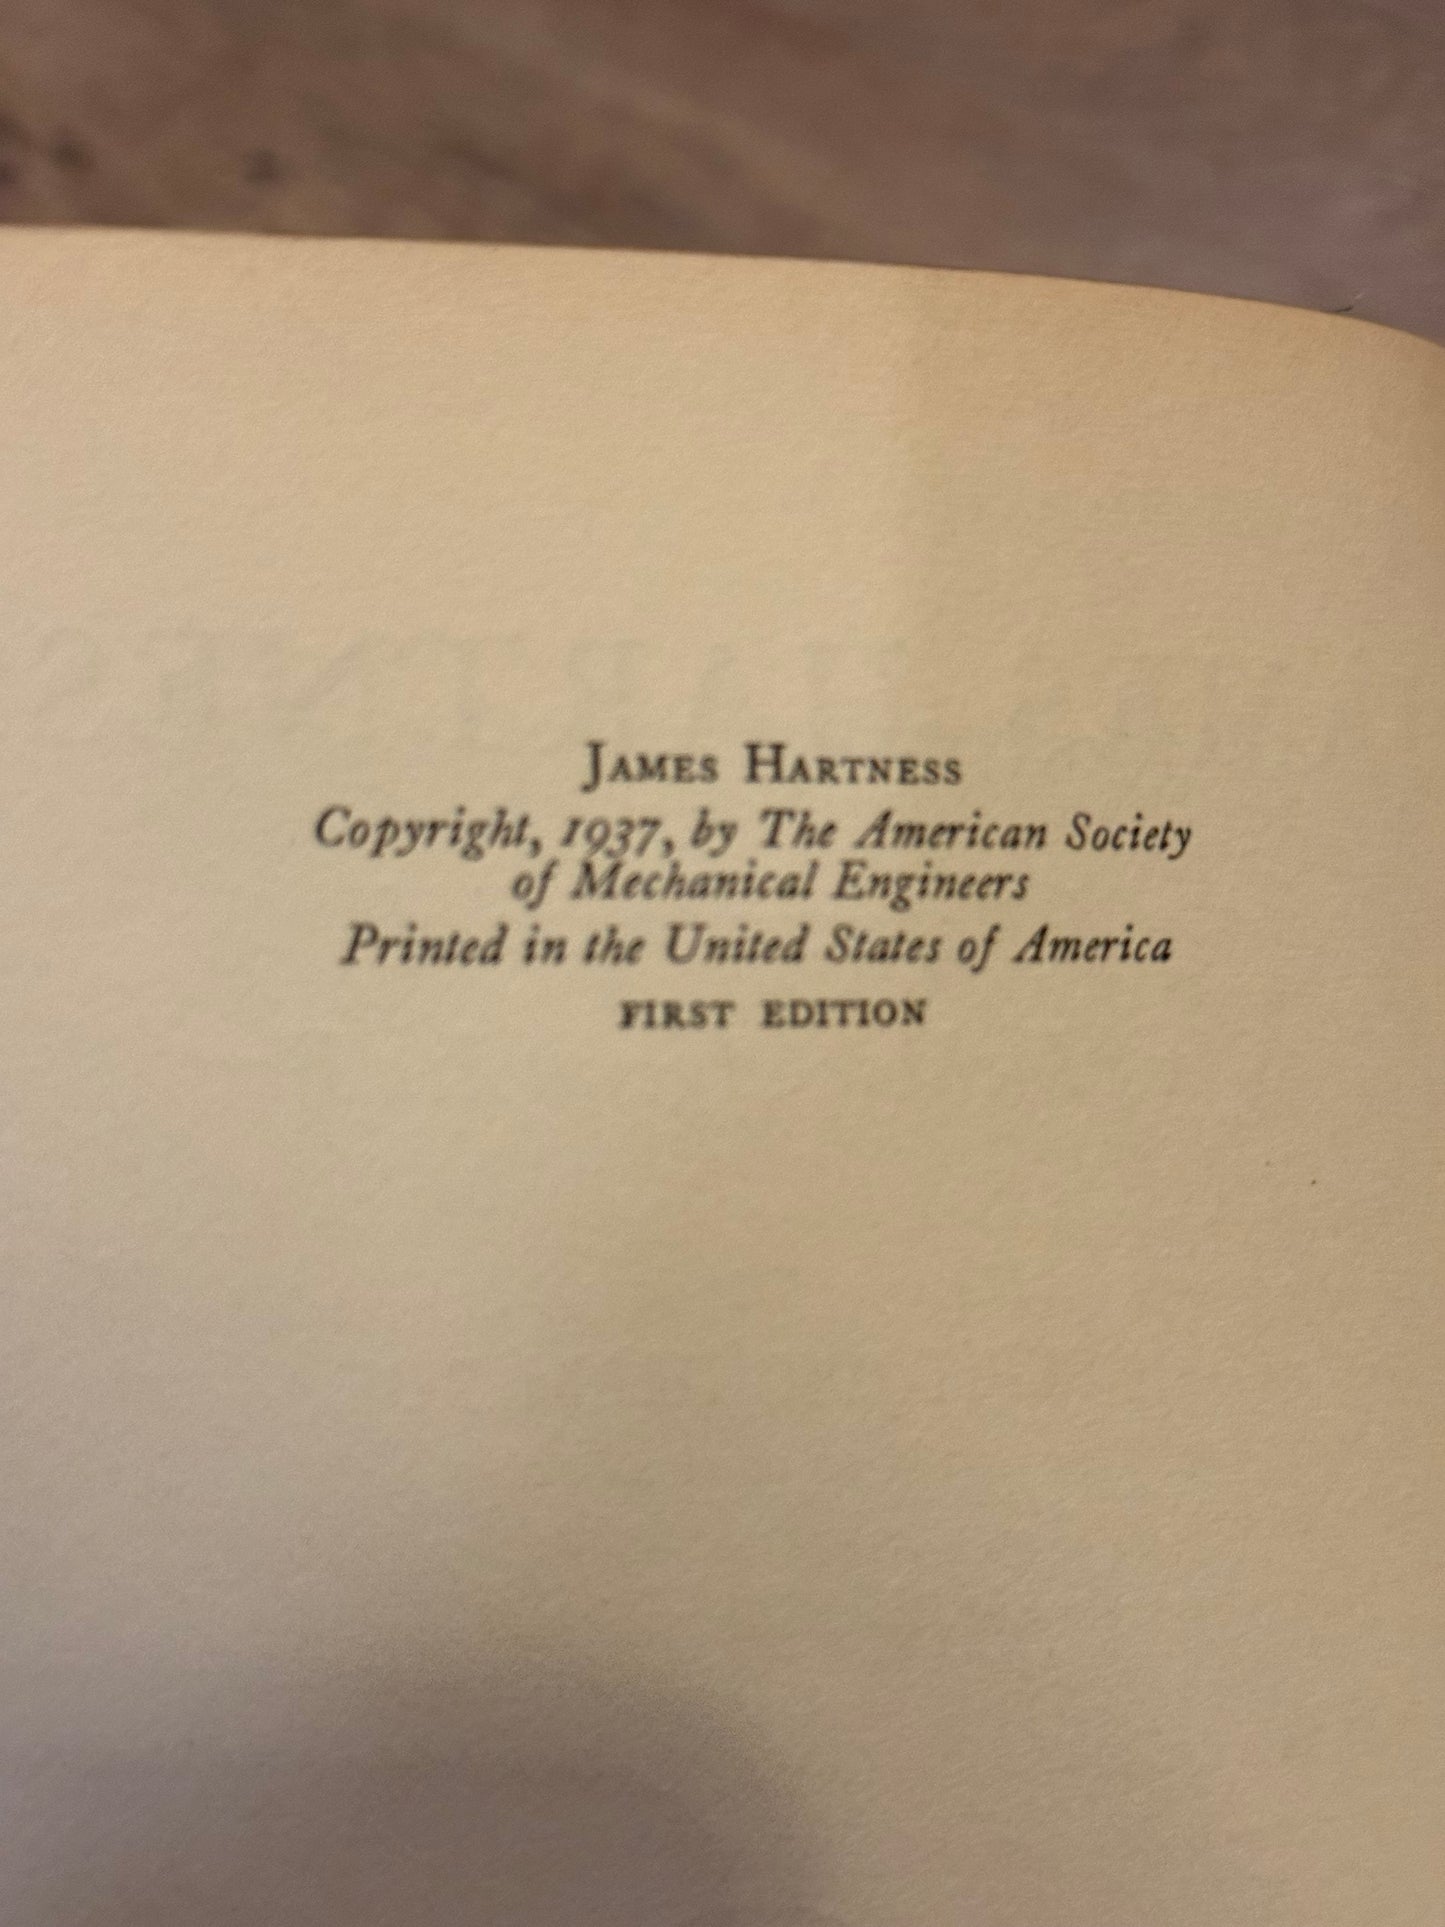 JAMES HARTNESS
Copyright, 1937, by The American Society
of Mechanical Engineers
Printed in the United States of America
FIRST EDITION